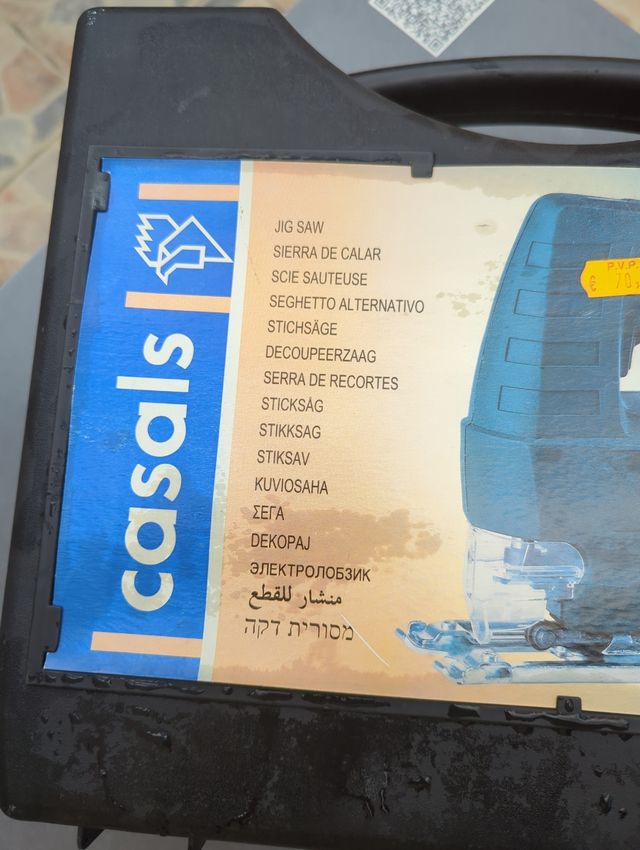 casals
JIG SAW
SIERRA DE CALAR
SCIE SAUTEUSE
SEGHETTO ALTERNATIVO
STICHSÄGE
DECOUPEERZAAG
SERRA DE RECORTES
STICKSÅG
STIKKSAG
STIKSAV
KUVIOSAHA
ΣΕΓΑ
DEKOPAJ
ЭЛЕКТРОЛОБЗИК
منشار للقطع
מסורית דקה
P.V.P.
€ 70